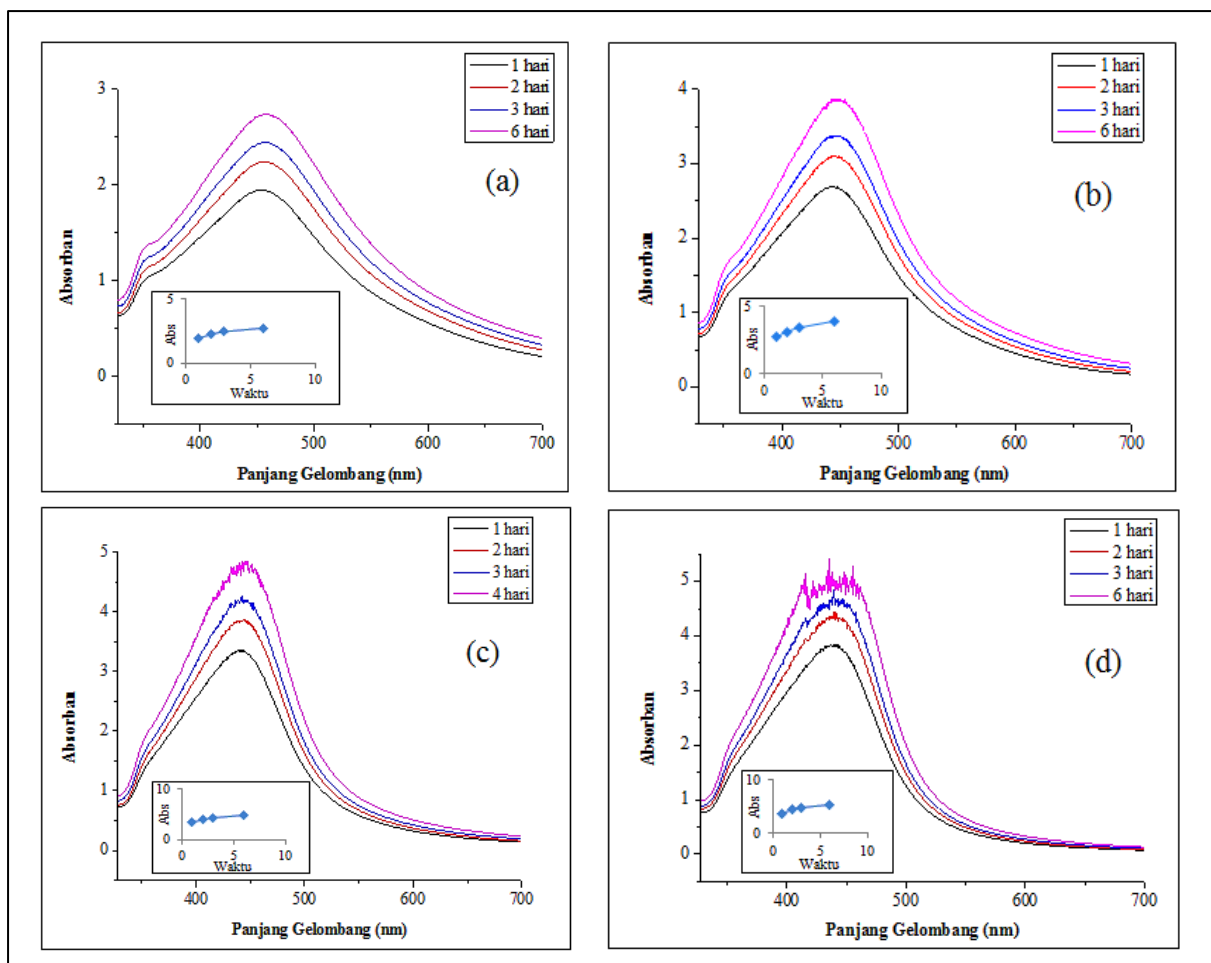 1 hari
2 hari
3 hari
6 hari
(a)
3
2
1
0
Absorban
400 500 600 700
Panjang Gelombang (nm)
5
0
Abs
0 5 10
Waktu
1 hari
2 hari
3 hari
6 hari
(b)
4
3
2
1
0
Absorban
400 500 600 700
Panjang Gelombang (nm)
5
0
Abs
0 5 10
Waktu
1 hari
2 hari
3 hari
4 hari
(c)
5
4
3
2
1
0
Absorban
400 500 600 700
Panjang Gelombang (nm)
10
0
Abs
0 5 10
Waktu
1 hari
2 hari
3 hari
6 hari
(d)
5
4
3
2
1
0
Absorban
400 500 600 700
Panjang Gelombang (nm)
10
0
Abs
0 5 10
Waktu